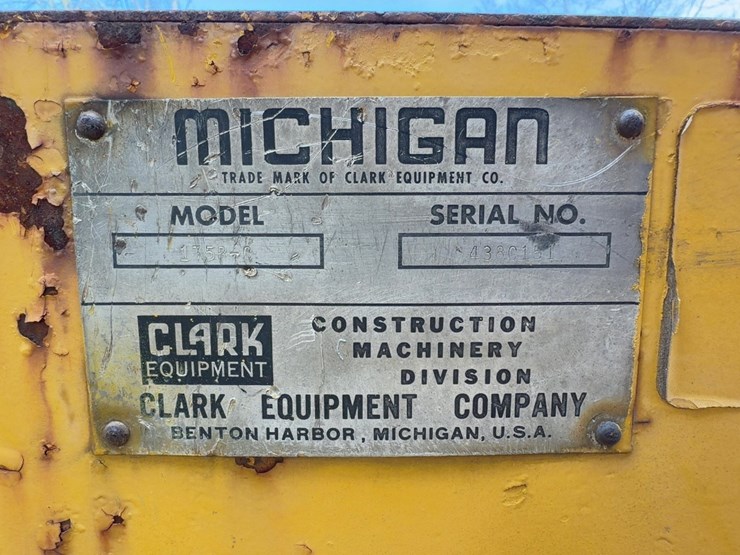 MICHIGAN
TRADE MARK OF CLARK EQUIPMENT CO.
MODEL SERIAL NO.
CLARK
EQUIPMENT
CONSTRUCTION
MACHINERY
DIVISION
CLARK EQUIPMENT COMPANY
BENTON HARBOR, MICHIGAN, U.S.A.